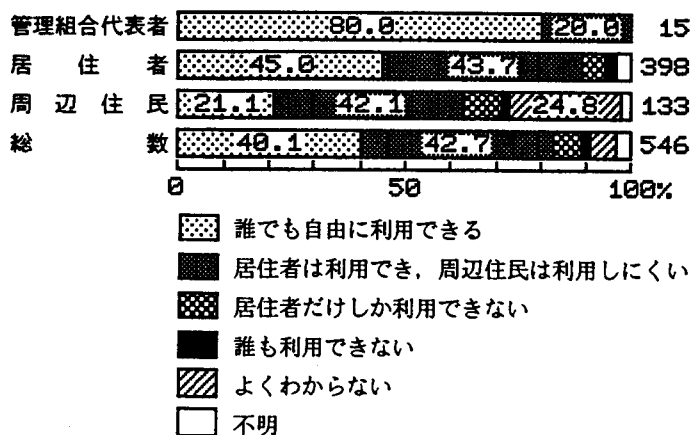 管理組合代表者 80.0 20.0 15
居住者 45.0 43.7 398
周辺住民 21.1 42.1 24.8 133
総数 40.1 42.7 546
0 50 100%
誰でも自由に利用できる
居住者は利用でき，周辺住民は利用しにくい
居住者だけしか利用できない
誰も利用できない
よくわからない
不明